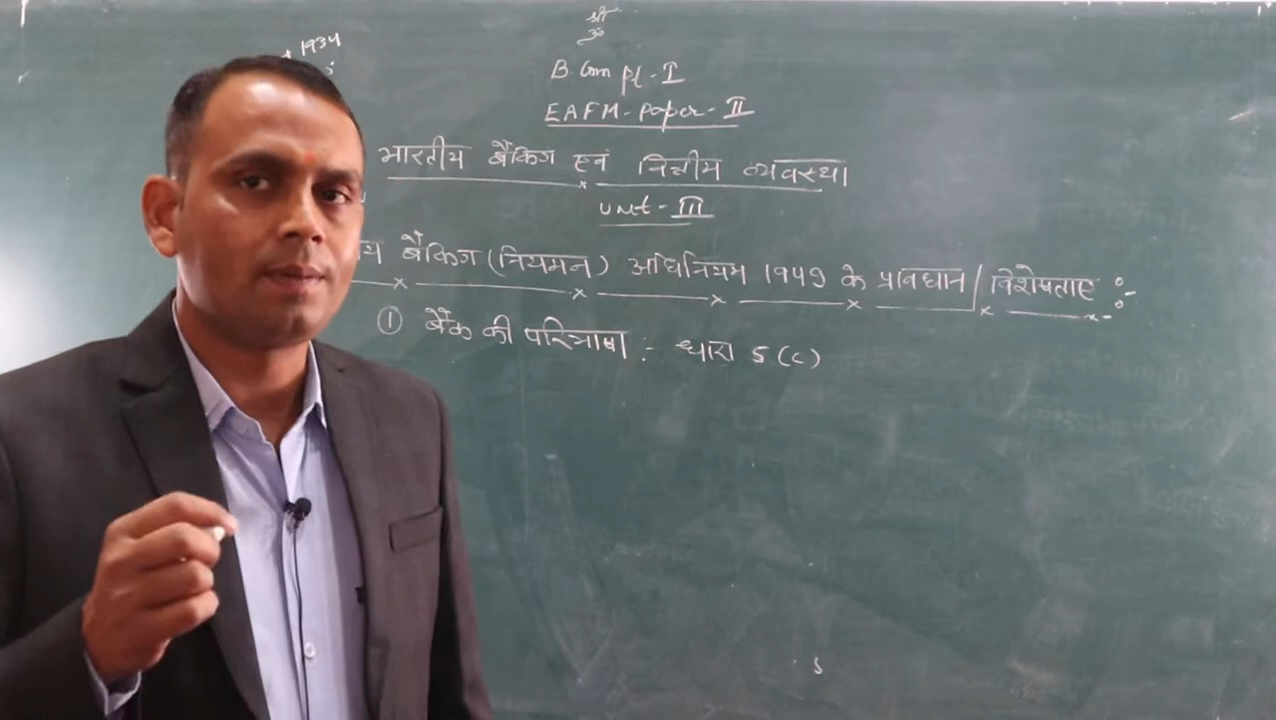 श्री
ॐ
1934
B.Com Pt-I
EAFM-Paper-II
भारतीय बैंकिंग एवं वित्तीय व्यवस्था
Unit-III
य बैंकिंग (नियमन) अधिनियम 1949 के प्रावधान / विशेषताएं :-
① बैंक की परिभाषा :- धारा 5(c)